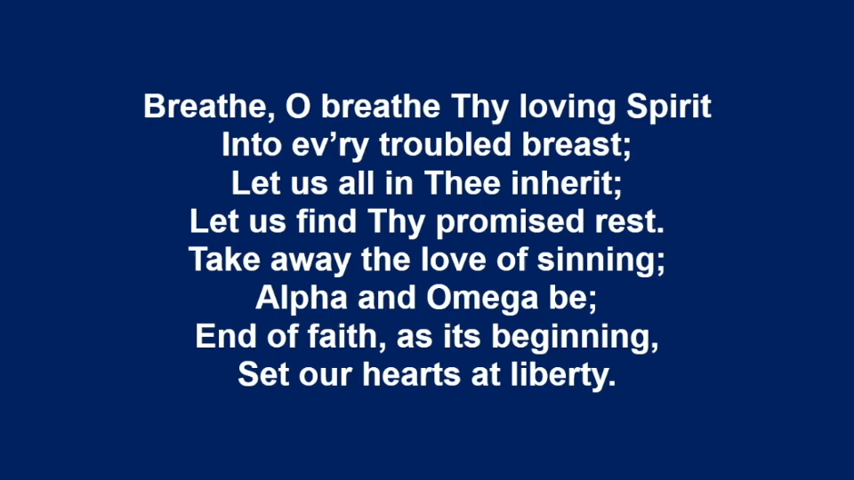 Breathe, O breathe Thy loving Spirit
Into ev’ry troubled breast;
Let us all in Thee inherit;
Let us find Thy promised rest.
Take away the love of sinning;
Alpha and Omega be;
End of faith, as its beginning,
Set our hearts at liberty.